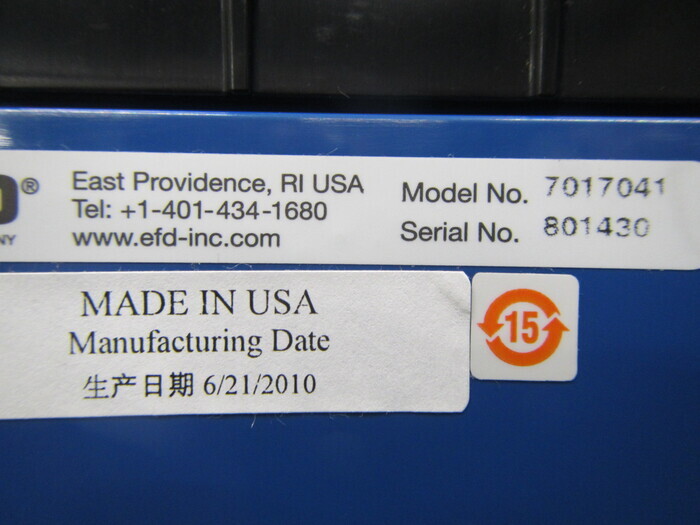 ®
East Providence, RI USA
Tel: +1-401-434-1680
www.efd-inc.com
Model No. 7017041
Serial No. 801430
MADE IN USA
Manufacturing Date
生产日期 6/21/2010
15